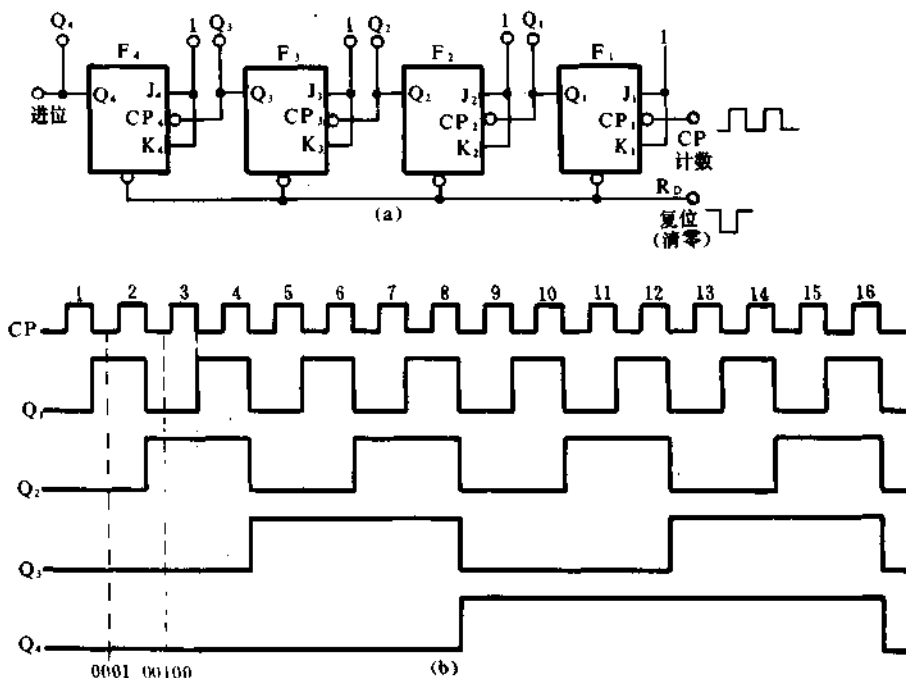 Q₄ 1 Q₃ 1 Q₂ 1 Q₁ 1
F₄ F₃ F₂ F₁
Q₄ J₄ Q₃ J₃ Q₂ J₂ Q₁ J₁
进位 CP₄ CP₃ CP₂ CP₁ CP
K₄ K₃ K₂ K₁ 计数
R_D
(a) 复位
(清零)
1 2 3 4 5 6 7 8 9 10 11 12 13 14 15 16
CP
Q₁
Q₂
Q₃
Q₄
0001 00100 (b)